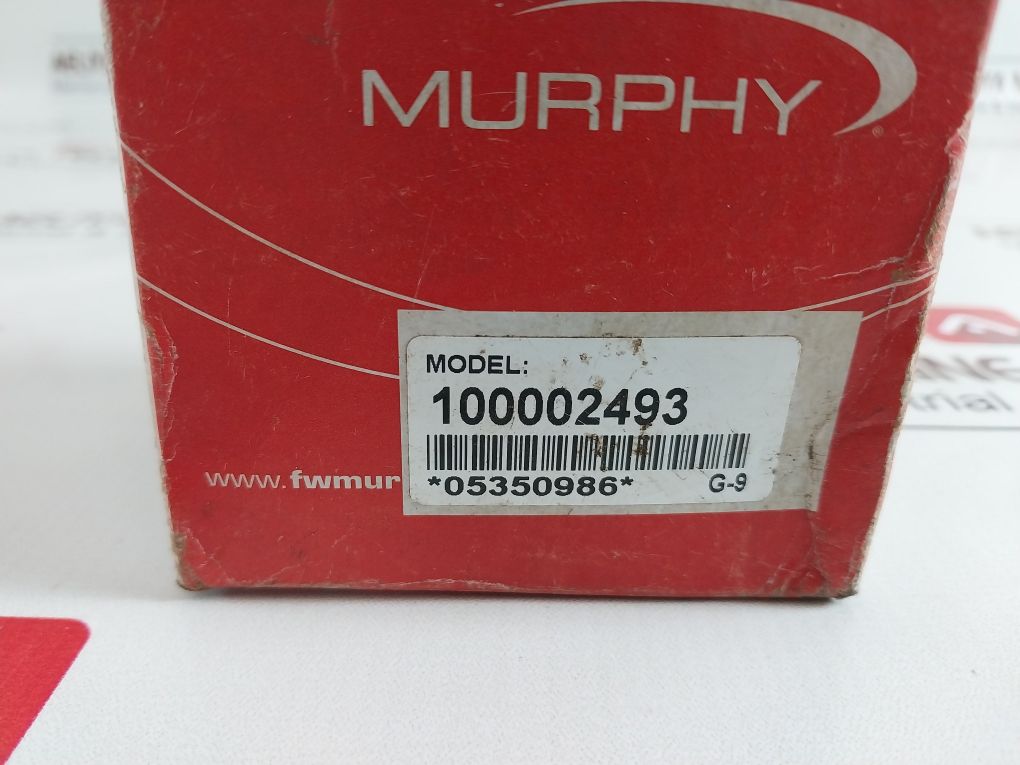 MURPHY
®
MODEL:
100002493
www.fwmur
*05350986* G-9